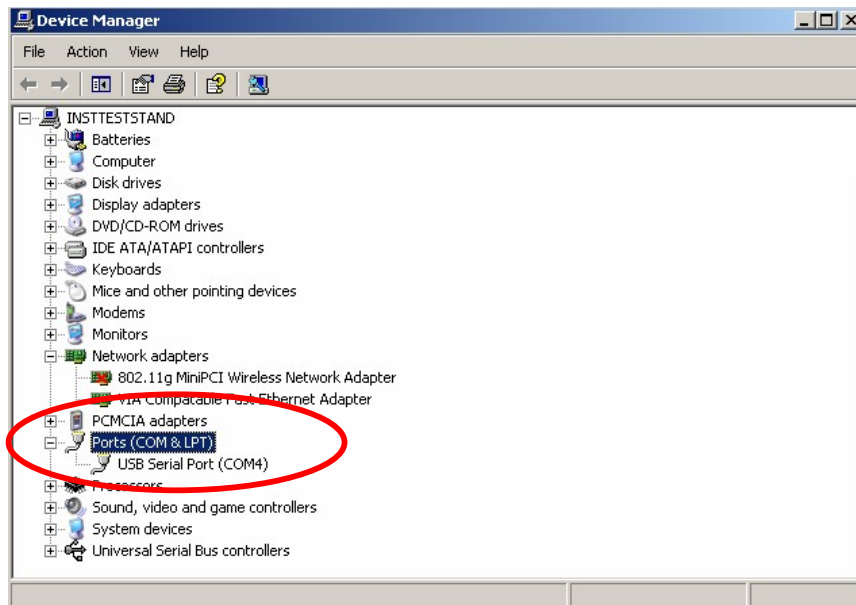 Device Manager
File Action View Help
INSTTESTSTAND
Batteries
Computer
Disk drives
Display adapters
DVD/CD-ROM drives
IDE ATA/ATAPI controllers
Keyboards
Mice and other pointing devices
Modems
Monitors
Network adapters
802.11g MiniPCI Wireless Network Adapter
VIA Compatable Fast Ethernet Adapter
PCMCIA adapters
Ports (COM & LPT)
USB Serial Port (COM4)
Processors
Sound, video and game controllers
System devices
Universal Serial Bus controllers